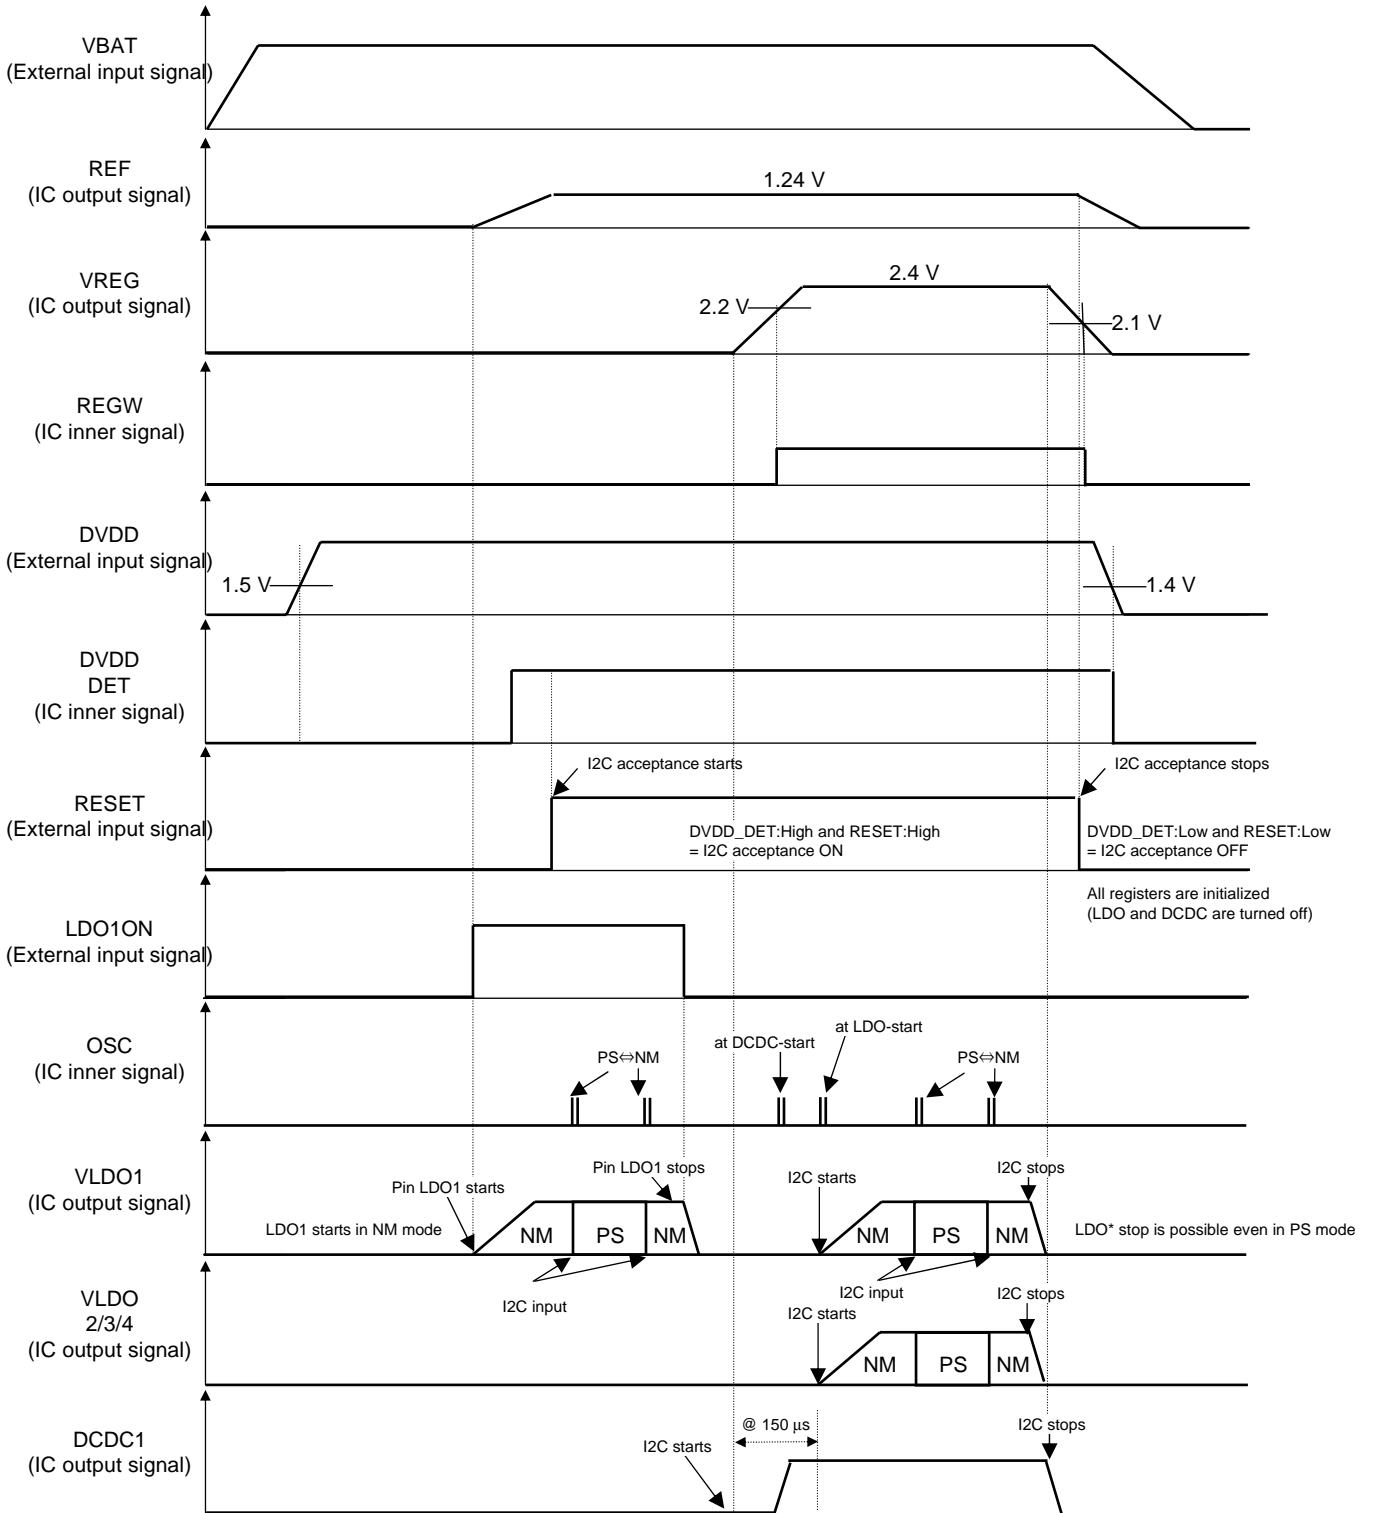 VBAT
(External input signal)
REF
(IC output signal)
1.24 V
VREG
(IC output signal)
2.4 V
2.2 V
2.1 V
REGW
(IC inner signal)
DVDD
(External input signal)
1.5 V
1.4 V
DVDD
DET
(IC inner signal)
I2C acceptance starts
I2C acceptance stops
RESET
(External input signal)
DVDD_DET:High and RESET:High
= I2C acceptance ON
DVDD_DET:Low and RESET:Low
= I2C acceptance OFF
All registers are initialized
(LDO and DCDC are turned off)
LDO1ON
(External input signal)
OSC
(IC inner signal)
PS⇔NM
at DCDC-start
at LDO-start
PS⇔NM
VLDO1
(IC output signal)
Pin LDO1 starts
Pin LDO1 stops
I2C starts
I2C stops
LDO1 starts in NM mode
NM
PS
NM
NM
PS
NM
LDO* stop is possible even in PS mode
I2C input
I2C input
VLDO
2/3/4
(IC output signal)
I2C starts
I2C stops
NM
PS
NM
DCDC1
(IC output signal)
I2C starts
@ 150 μs
I2C stops